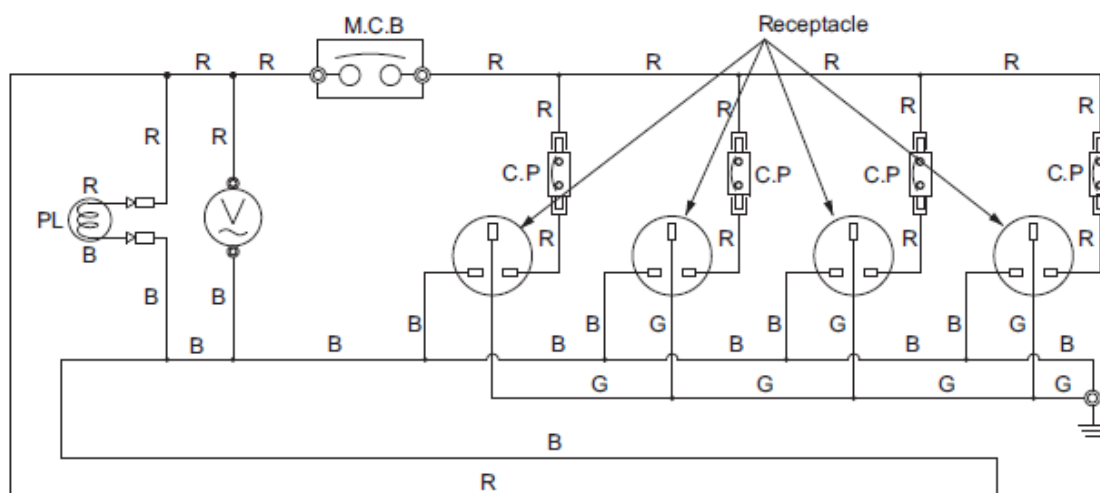 M.C.B Receptacle
R R R R R R
R R R R R R
R C.P C.P C.P C.P
PL V
B R R R R
B B B B G B G B G
B B B B B B
G G G G
B
R